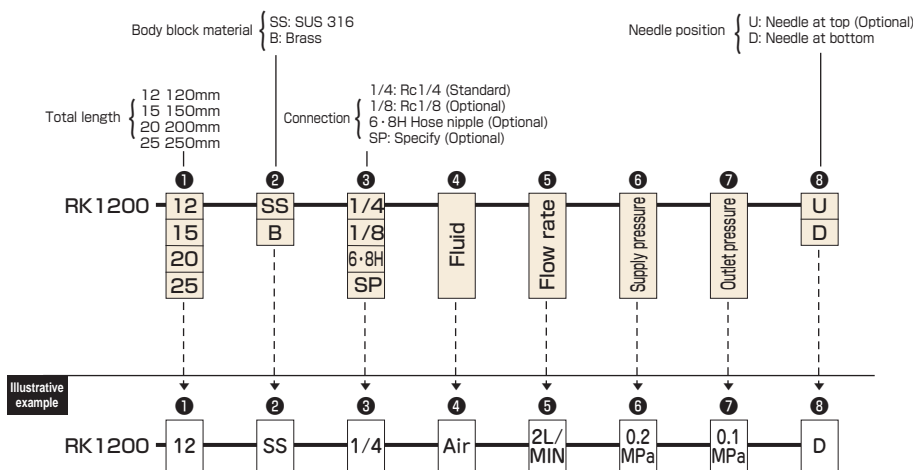 Body block material
SS: SUS 316
B: Brass
Needle position
U: Needle at top (Optional)
D: Needle at bottom
Total length
12 120mm
15 150mm
20 200mm
25 250mm
Connection
1/4: Rc1/4 (Standard)
1/8: Rc1/8 (Optional)
6・8H Hose nipple (Optional)
SP: Specify (Optional)
❶ ❷ ❸ ❹ ❺ ❻ ❼ ❽
RK1200
12
15
20
25
SS
B
1/4
1/8
6・8H
SP
Fluid
Flow rate
Supply pressure
Outlet pressure
U
D
Illustrative
example
❶ ❷ ❸ ❹ ❺ ❻ ❼ ❽
RK1200
12
SS
1/4
Air
2L/
MIN
0.2
MPa
0.1
MPa
D